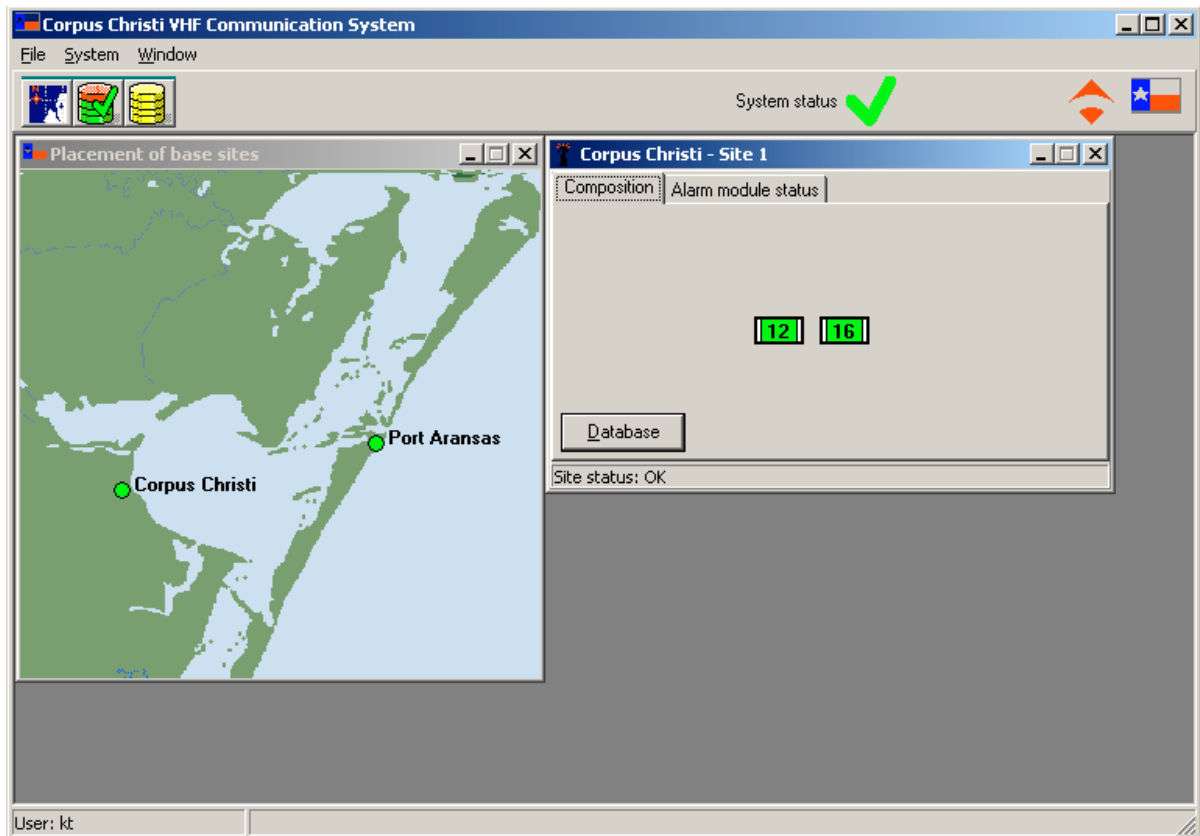 Corpus Christi VHF Communication System
File System Window
System status
Placement of base sites
Port Aransas
Corpus Christi
Corpus Christi - Site 1
Composition Alarm module status
12 16
Database
Site status: OK
User: kt